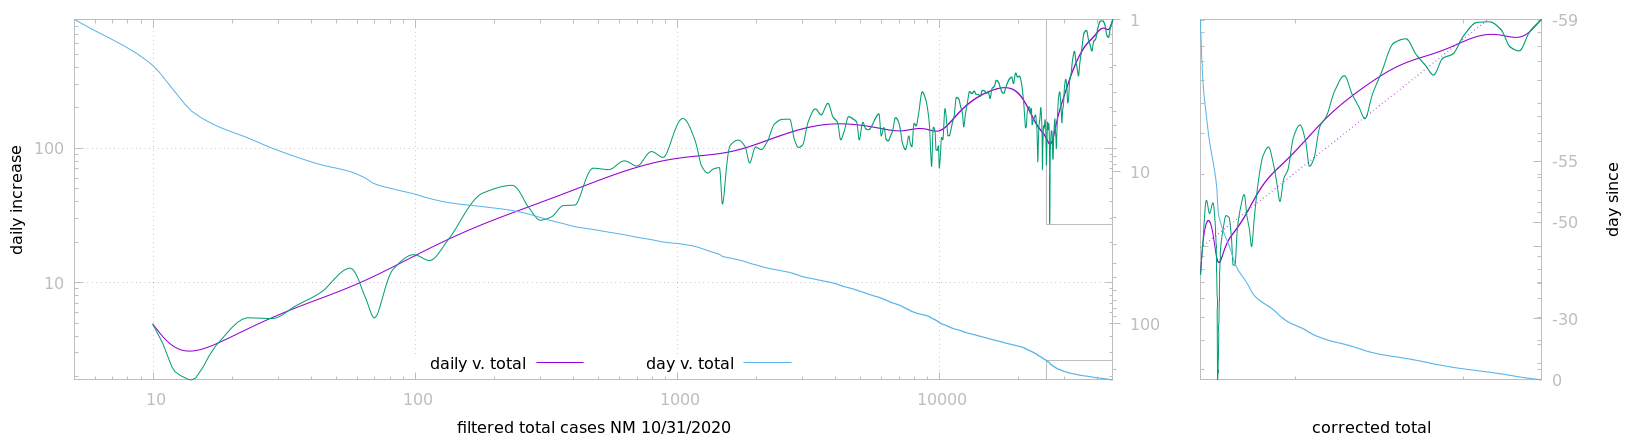 daily increase
100
10
daily v. total
day v. total
10
100
1000
10000
filtered total cases NM 10/31/2020
1
10
100
-59
-55
-50
-30
0
day since
corrected total